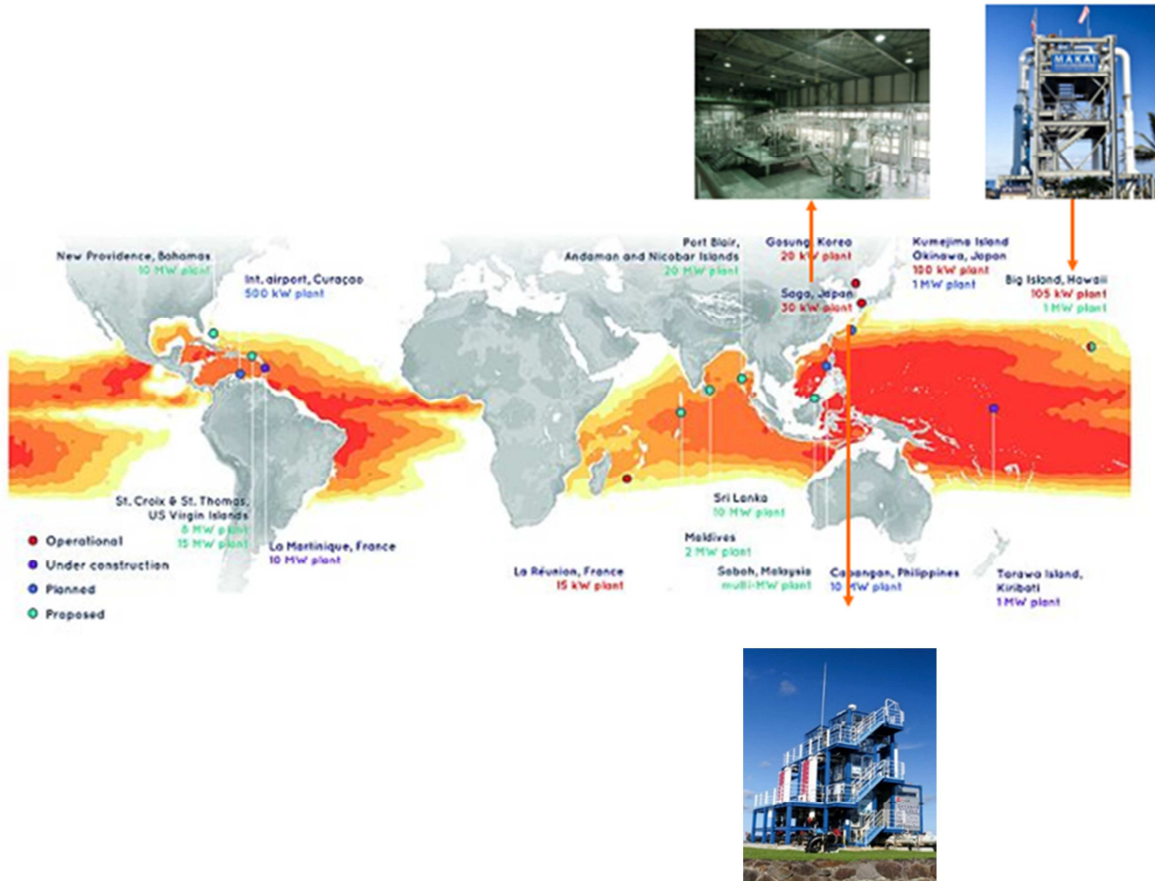 MAKAI
New Providence, Bahamas
10 MW plant
Int. airport, Curaçao
500 kW plant
Port Blair,
Andaman and Nicobar Islands
20 MW plant
Gosung, Korea
20 kW plant
Saga, Japan
30 kW plant
Kumejima Island
Okinawa, Japan
100 kW plant
1 MW plant
Big Island, Hawaii
105 kW plant
1 MW plant
St. Croix & St. Thomas,
US Virgin Islands
8 MW plant
15 MW plant
La Martinique, France
10 MW plant
La Réunion, France
15 kW plant
Sri Lanka
10 MW plant
Maldives
2 MW plant
Sabah, Malaysia
multi-MW plant
Cabangan, Philippines
10 MW plant
Tarawa Island,
Kiribati
1 MW plant
Operational
Under construction
Planned
Proposed